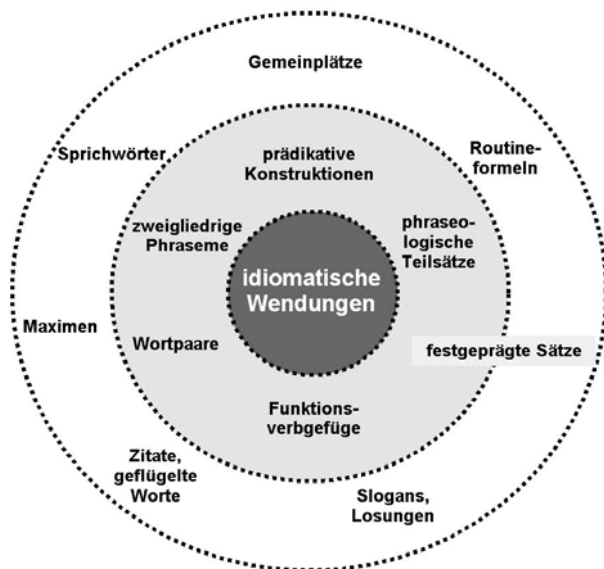 Gemeinplätze
Sprichwörter
Routine-
formeln
prädikative
Konstruktionen
zweigliedrige
Phraseme
phraseo-
logische
Teilsätze
idiomatische
Wendungen
Maximen
Wortpaare
festgeprägte Sätze
Funktions-
verbgefüge
Zitate,
geflügelte
Worte
Slogans,
Losungen